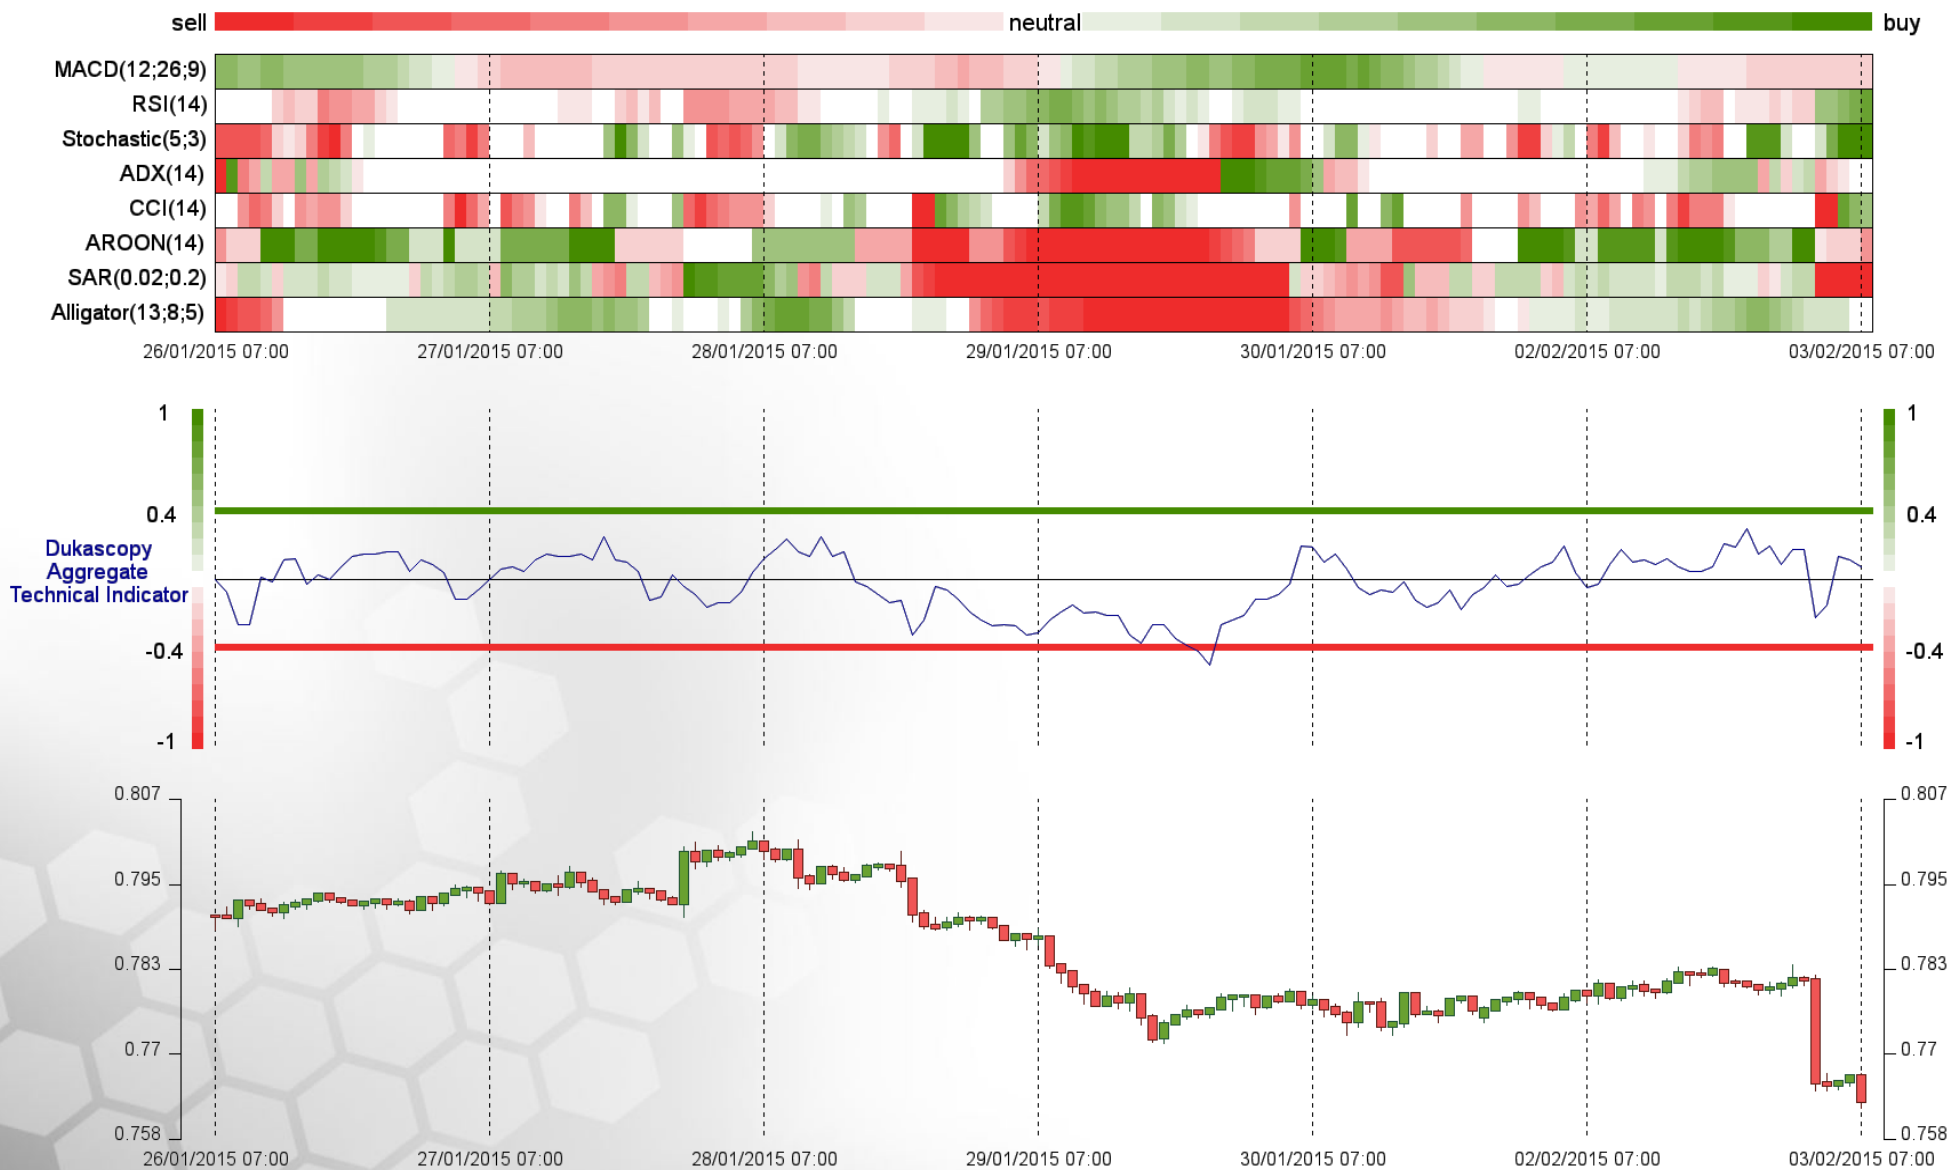 sell neutral buy
MACD(12;26;9)
RSI(14)
Stochastic(5;3)
ADX(14)
CCI(14)
AROON(14)
SAR(0.02;0.2)
Alligator(13;8;5)
26/01/2015 07:00 27/01/2015 07:00 28/01/2015 07:00 29/01/2015 07:00 30/01/2015 07:00 02/02/2015 07:00 03/02/2015 07:00
1 1
0.4 0.4
Dukascopy
Aggregate
Technical Indicator
-0.4 -0.4
-1 -1
0.807 0.807
0.795 0.795
0.783 0.783
0.77 0.77
0.758 0.758
26/01/2015 07:00 27/01/2015 07:00 28/01/2015 07:00 29/01/2015 07:00 30/01/2015 07:00 02/02/2015 07:00 03/02/2015 07:00